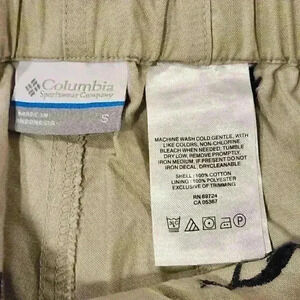 Columbia
Sportswear Company
MADE IN
INDONESIA
S
MACHINE WASH COLD GENTLE, WITH
LIKE COLORS, NON-CHLORINE
BLEACH WHEN NEEDED, TUMBLE
DRY LOW, REMOVE PROMPTLY,
IRON MEDIUM, IF PRESENT DO NOT
IRON DECAL, DRYCLEANABLE
SHELL : 100% COTTON
LINING : 100% POLYESTER
EXCLUSIVE OF TRIMMING
RN 69724
CA 05367